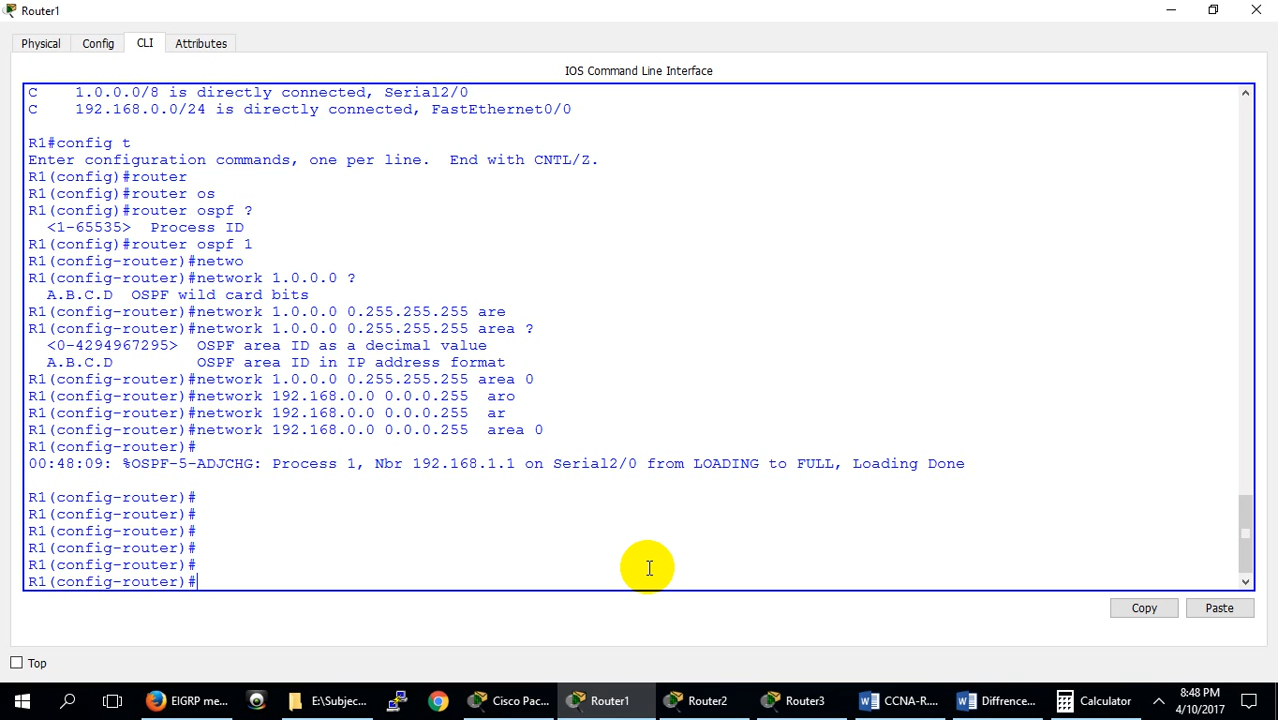 Router1
Physical Config CLI Attributes
IOS Command Line Interface
C    1.0.0.0/8 is directly connected, Serial2/0
C    192.168.0.0/24 is directly connected, FastEthernet0/0
R1#config t
Enter configuration commands, one per line.  End with CNTL/Z.
R1(config)#router
R1(config)#router os
R1(config)#router ospf ?
  <1-65535>  Process ID
R1(config)#router ospf 1
R1(config-router)#netwo
R1(config-router)#network 1.0.0.0 ?
  A.B.C.D  OSPF wild card bits
R1(config-router)#network 1.0.0.0 0.255.255.255 are
R1(config-router)#network 1.0.0.0 0.255.255.255 area ?
  <0-4294967295>  OSPF area ID as a decimal value
  A.B.C.D         OSPF area ID in IP address format
R1(config-router)#network 1.0.0.0 0.255.255.255 area 0
R1(config-router)#network 192.168.0.0 0.0.0.255  aro
R1(config-router)#network 192.168.0.0 0.0.0.255  ar
R1(config-router)#network 192.168.0.0 0.0.0.255  area 0
R1(config-router)#
00:48:09: %OSPF-5-ADJCHG: Process 1, Nbr 192.168.1.1 on Serial2/0 from LOADING to FULL, Loading Done
R1(config-router)#
R1(config-router)#
R1(config-router)#
R1(config-router)#
R1(config-router)#
R1(config-router)#
Copy Paste
Top
EIGRP me... E:\Subjec... Cisco Pac... Router1 Router2 Router3 CCNA-R... Diffrence... Calculator 8:48 PM
4/10/2017